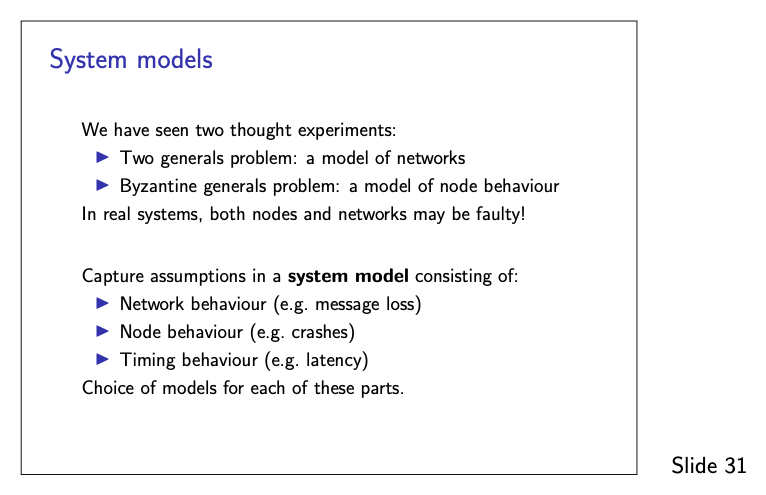 System models
We have seen two thought experiments:
▶ Two generals problem: a model of networks
▶ Byzantine generals problem: a model of node behaviour
In real systems, both nodes and networks may be faulty!
Capture assumptions in a system model consisting of:
▶ Network behaviour (e.g. message loss)
▶ Node behaviour (e.g. crashes)
▶ Timing behaviour (e.g. latency)
Choice of models for each of these parts.
Slide 31